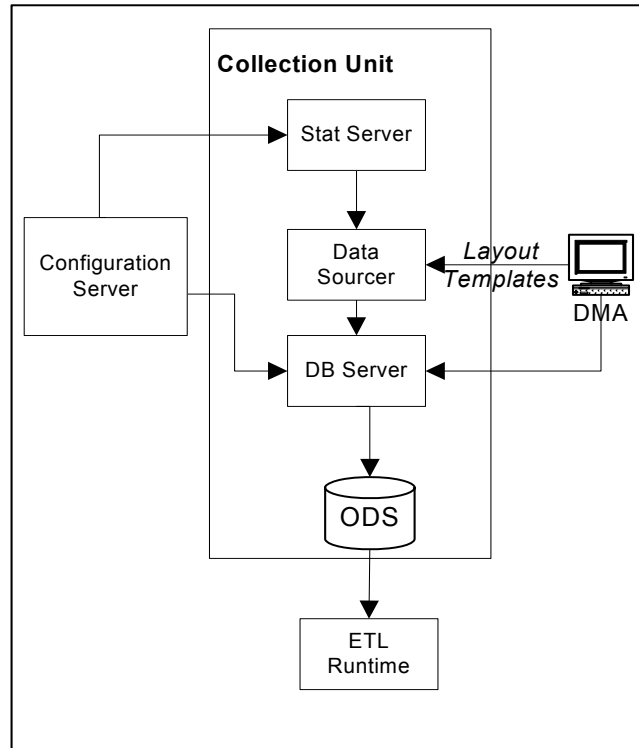 Collection Unit
Stat Server
Configuration
Server
Data
Sourcer
Layout
Templates
DMA
DB Server
ODS
ETL
Runtime